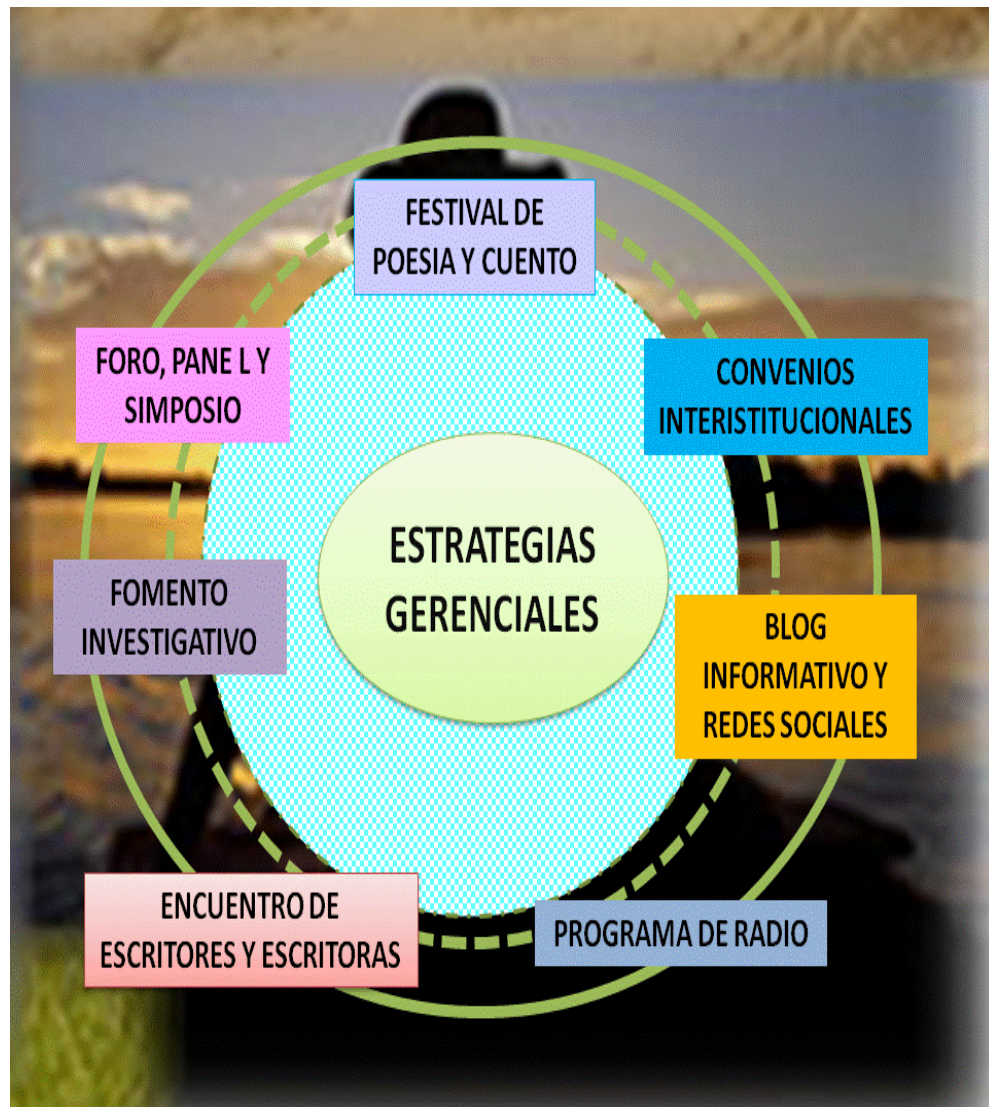 FESTIVAL DE
POESIA Y CUENTO
FORO, PANE L Y
SIMPOSIO
CONVENIOS
INTERISTITUCIONALES
ESTRATEGIAS
GERENCIALES
FOMENTO
INVESTIGATIVO
BLOG
INFORMATIVO Y
REDES SOCIALES
ENCUENTRO DE
ESCRITORES Y ESCRITORAS
PROGRAMA DE RADIO